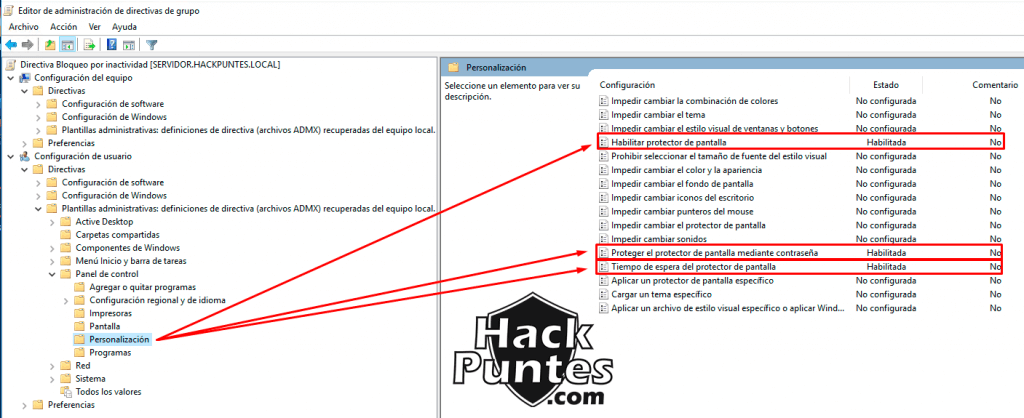 Editor de administración de directivas de grupo
Archivo Acción Ver Ayuda
Directiva Bloqueo por inactividad [SERVIDOR.HACKPUNTES.LOCAL]
Configuración del equipo
Directivas
Configuración de software
Configuración de Windows
Plantillas administrativas: definiciones de directiva (archivos ADMX) recuperadas del equipo local.
Preferencias
Configuración de usuario
Directivas
Configuración de software
Configuración de Windows
Plantillas administrativas: definiciones de directiva (archivos ADMX) recuperadas del equipo local.
Active Desktop
Carpetas compartidas
Componentes de Windows
Menú Inicio y barra de tareas
Panel de control
Agregar o quitar programas
Configuración regional y de idioma
Impresoras
Pantalla
Personalización
Programas
Red
Sistema
Todos los valores
Preferencias
Personalización
Seleccione un elemento para ver su
descripción.
Configuración Estado Comentario
Impedir cambiar la combinación de colores No configurada No
Impedir cambiar el tema No configurada No
Impedir cambiar el estilo visual de ventanas y botones No configurada No
Habilitar protector de pantalla Habilitada No
Prohibir seleccionar el tamaño de fuente del estilo visual No configurada No
Impedir cambiar el color y la apariencia No configurada No
Impedir cambiar el fondo de pantalla No configurada No
Impedir cambiar iconos del escritorio No configurada No
Impedir cambiar punteros del mouse No configurada No
Impedir cambiar el protector de pantalla No configurada No
Impedir cambiar sonidos No configurada No
Proteger el protector de pantalla mediante contraseña Habilitada No
Tiempo de espera del protector de pantalla Habilitada No
Aplicar un protector de pantalla específico No configurada No
Cargar un tema específico No configurada No
Aplicar un archivo de estilo visual específico o aplicar Wind... No configurada No
Hack
Puntes
.com